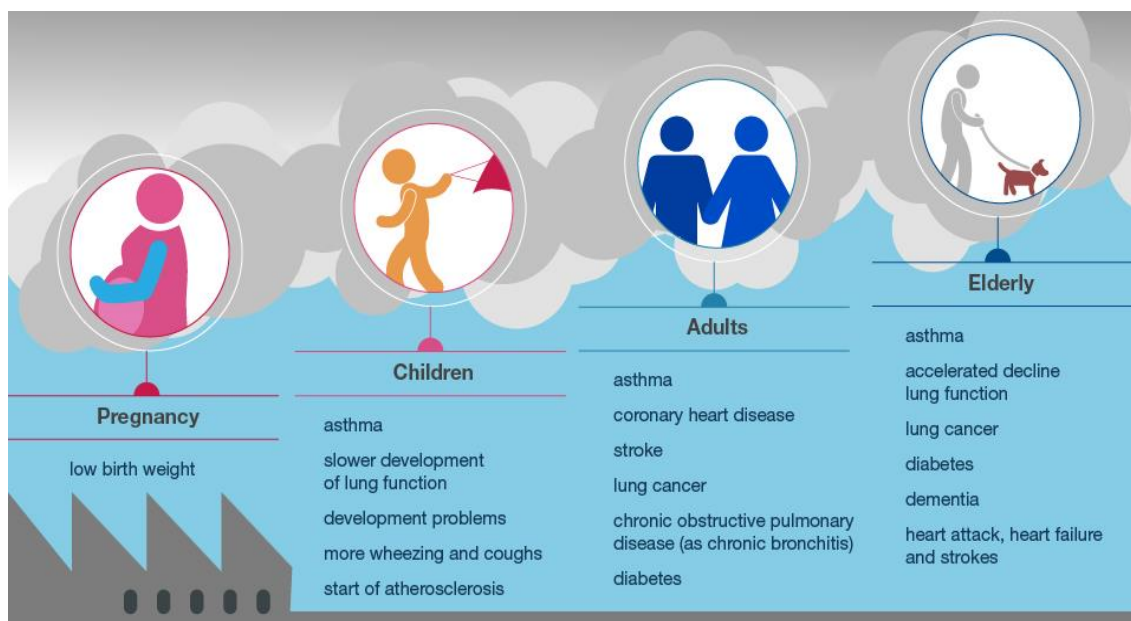 Pregnancy
low birth weight
Children
asthma
slower development
of lung function
development problems
more wheezing and coughs
start of atherosclerosis
Adults
asthma
coronary heart disease
stroke
lung cancer
chronic obstructive pulmonary
disease (as chronic bronchitis)
diabetes
Elderly
asthma
accelerated decline
lung function
lung cancer
diabetes
dementia
heart attack, heart failure
and strokes